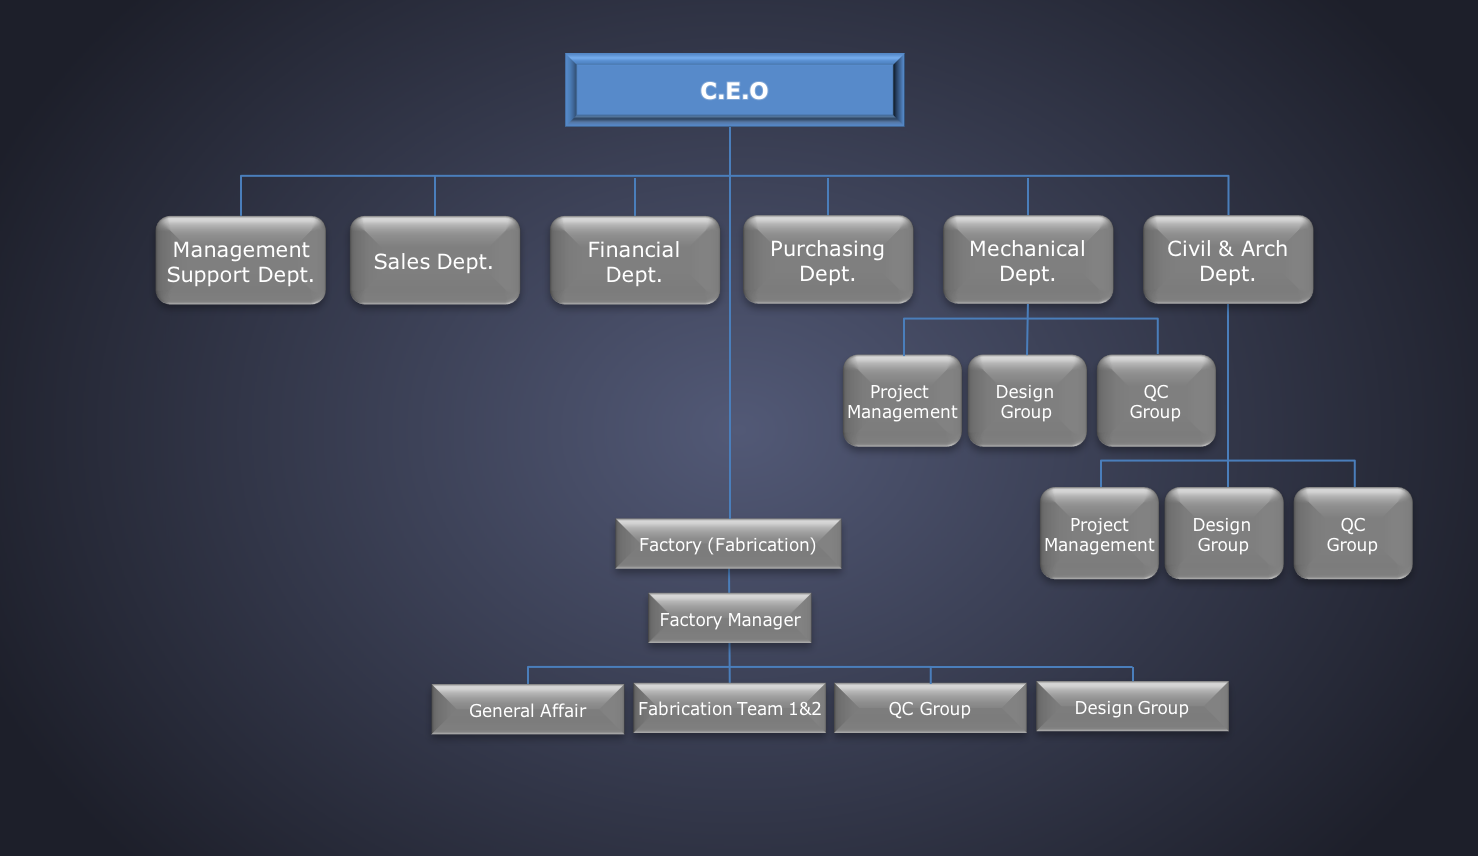 C.E.O
Management
Support Dept.
Sales Dept.
Financial
Dept.
Purchasing
Dept.
Mechanical
Dept.
Civil & Arch
Dept.
Project
Management
Design
Group
QC
Group
Project
Management
Design
Group
QC
Group
Factory (Fabrication)
Factory Manager
General Affair
Fabrication Team 1&2
QC Group
Design Group